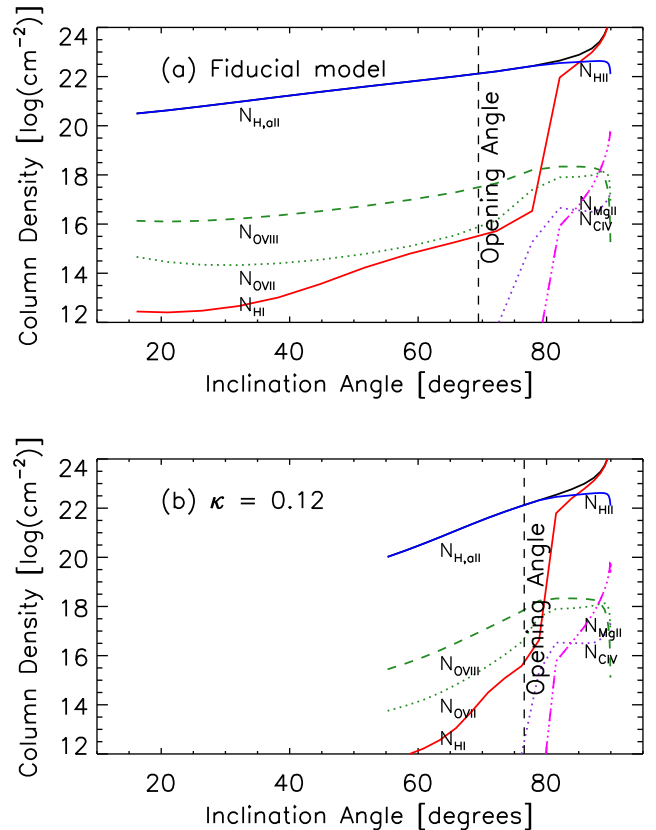 24
22
20
18
16
14
12
Column Density [log(cm⁻²)]
(a) Fiducial model
N_HII
N_H,all
Opening Angle
N_OVIII
N_MgII
N_CIV
N_OVII
N_HI
20 40 60 80
Inclination Angle [degrees]
24
22
20
18
16
14
12
Column Density [log(cm⁻²)]
(b) κ = 0.12
N_HII
N_H,all
Opening Angle
N_MgII
N_OVIII
N_CIV
N_OVII
N_HI
20 40 60 80
Inclination Angle [degrees]